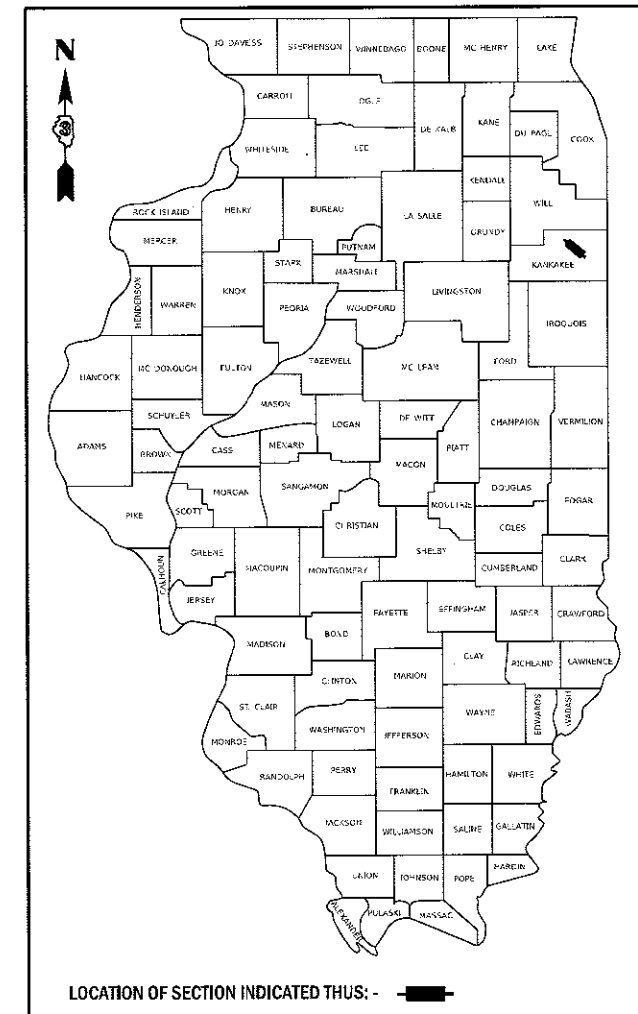 JO DAVIESS STEPHENSON WINNEBAGO BOONE MC HENRY LAKE
N
CARROLL OGLE DE KALB KANE DU PAGE COOK
WHITESIDE LEE KENDALL WILL
ROCK ISLAND HENRY BUREAU LA SALLE GRUNDY
MERCER PUTNAM KANKAKEE
STARK MARSHALL
HENDERSON WARREN KNOX PEORIA WOODFORD LIVINGSTON IROQUOIS
HANCOCK MC DONOUGH FULTON TAZEWELL MC LEAN FORD
SCHUYLER MASON LOGAN DE WITT CHAMPAIGN VERMILION
ADAMS BROWN CASS MENARD MACON PIATT
PIKE SCOTT MORGAN SANGAMON CHRISTIAN MOULTRIE DOUGLAS EDGAR
COLES
CALHOUN GREENE MACOUPIN MONTGOMERY SHELBY CUMBERLAND CLARK
JERSEY FAYETTE EFFINGHAM JASPER CRAWFORD
MADISON BOND CLAY RICHLAND LAWRENCE
CLINTON MARION
ST. CLAIR WASHINGTON JEFFERSON WAYNE EDWARDS WABASH
MONROE
RANDOLPH PERRY FRANKLIN HAMILTON WHITE
JACKSON WILLIAMSON SALINE GALLATIN
UNION JOHNSON POPE HARDIN
ALEXANDER PULASKI MASSAC
LOCATION OF SECTION INDICATED THUS: -